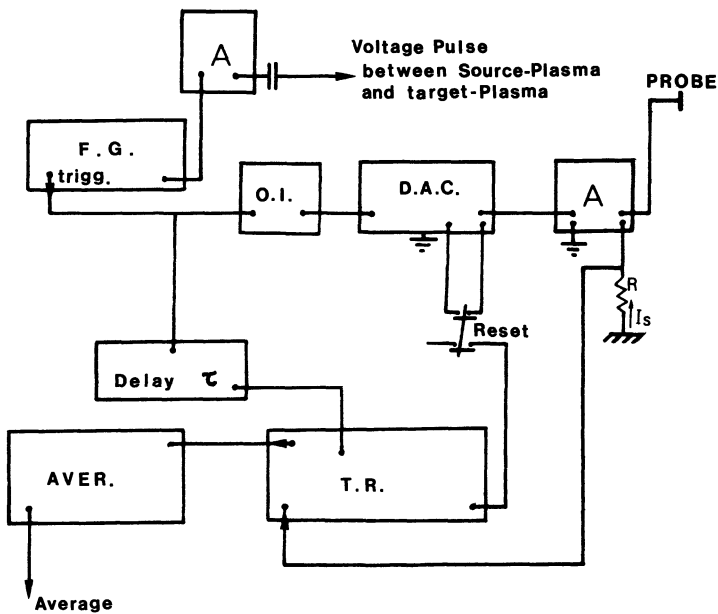 A
Voltage Pulse
between Source-Plasma
and target-Plasma
PROBE
F. G.
trigg.
O.I.
D.A.C.
A
R
Is
Reset
Delay τ
AVER.
T.R.
Average